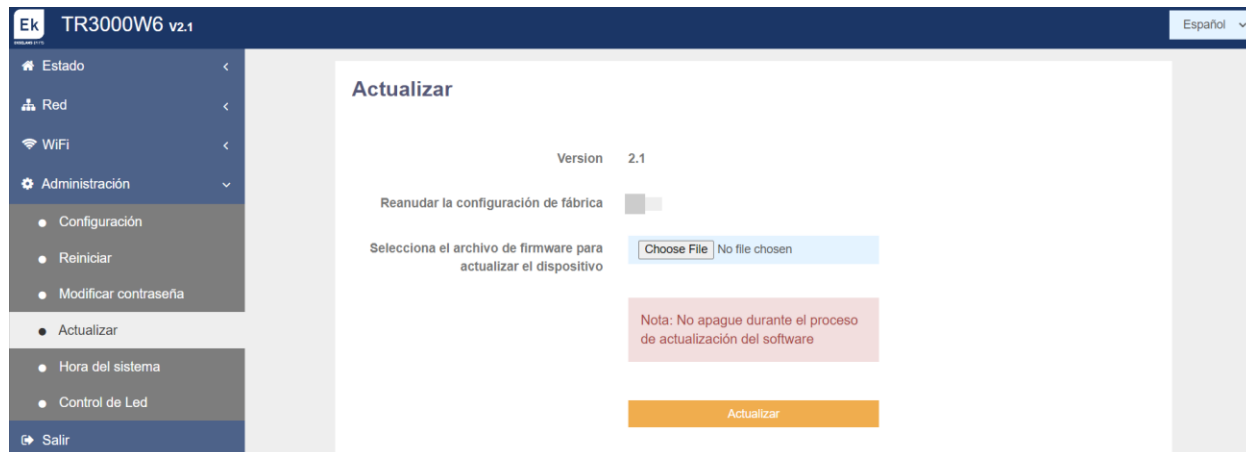 Ek TR3000W6 V2.1
Español
Estado
Red
WiFi
Administración
Configuración
Reiniciar
Modificar contraseña
Actualizar
Hora del sistema
Control de Led
Salir
Actualizar
Version 2.1
Reanudar la configuración de fábrica
Selecciona el archivo de firmware para
actualizar el dispositivo
Choose File No file chosen
Nota: No apague durante el proceso
de actualización del software
Actualizar